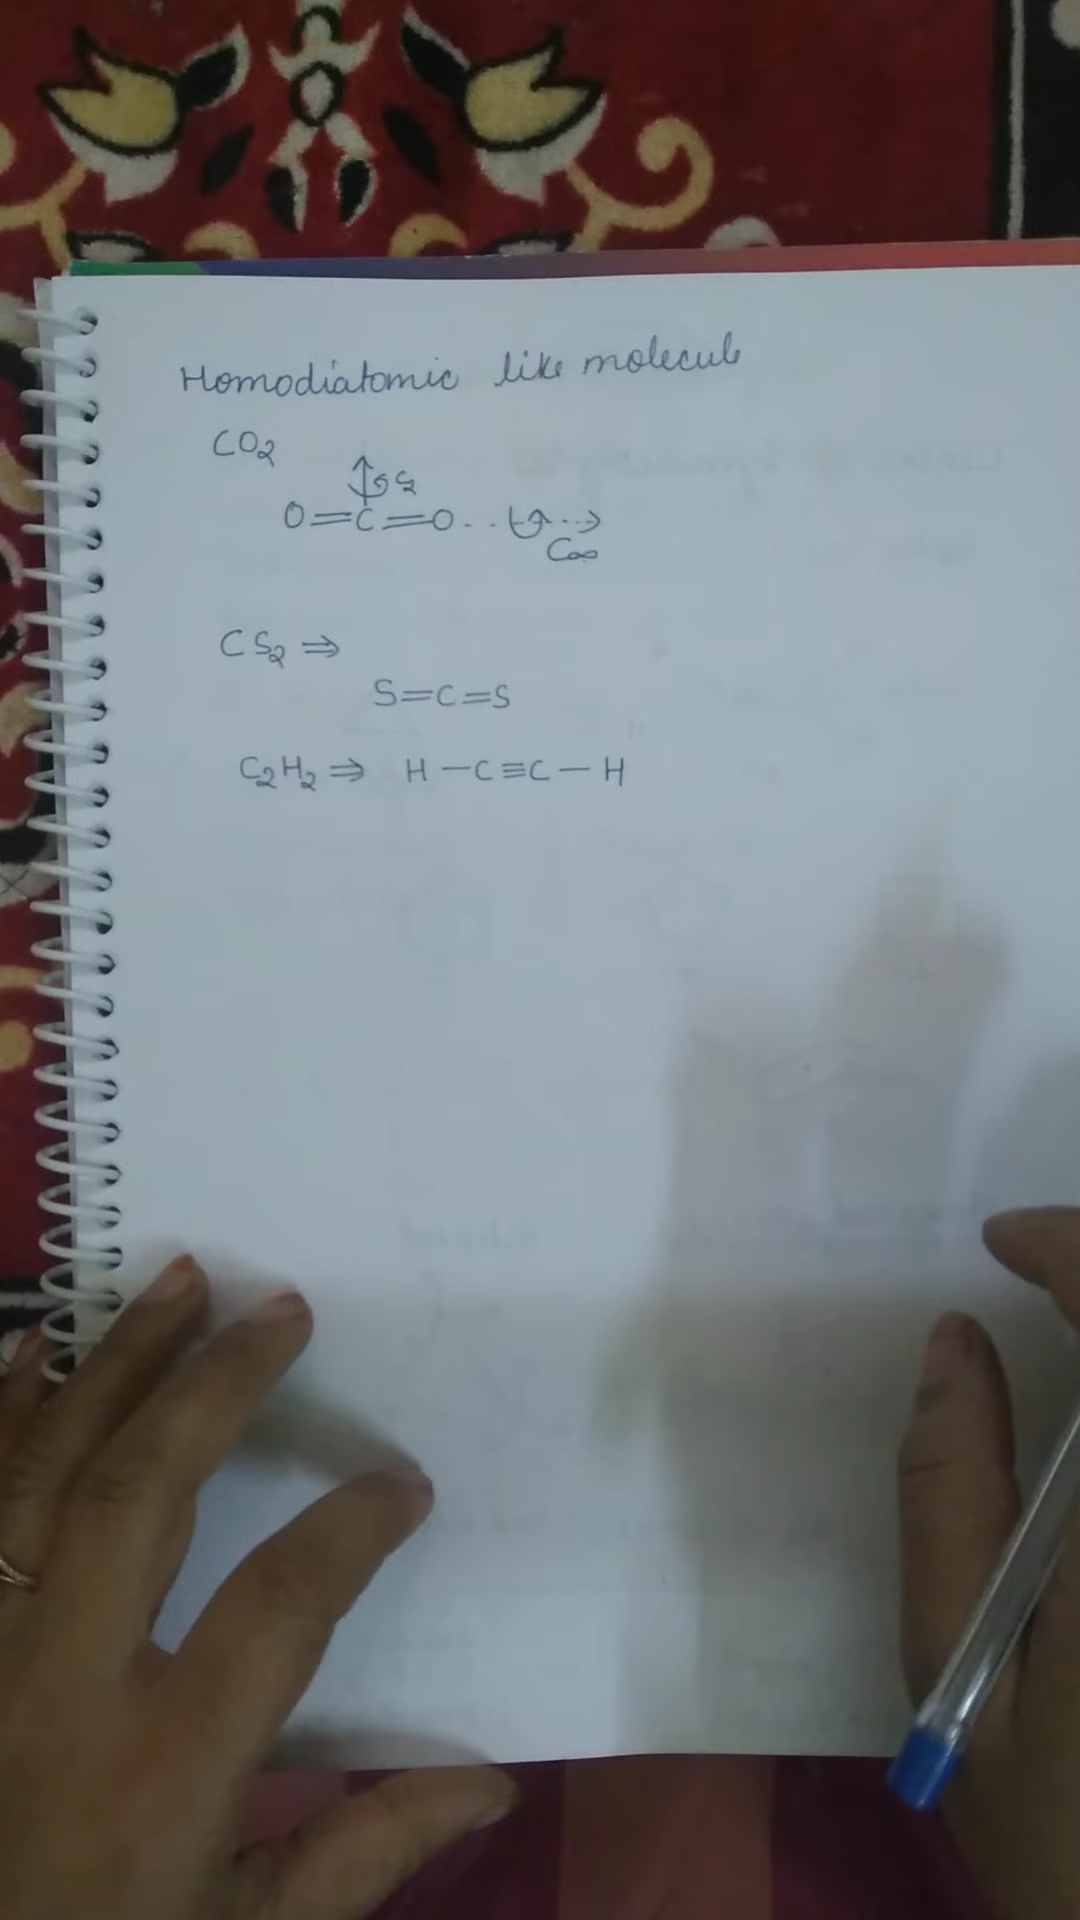 Homodiatomic like molecule
CO2
C2
O=C=O
C∞
CS2 ⇒
S=C=S
C2H2 ⇒ H—C≡C—H